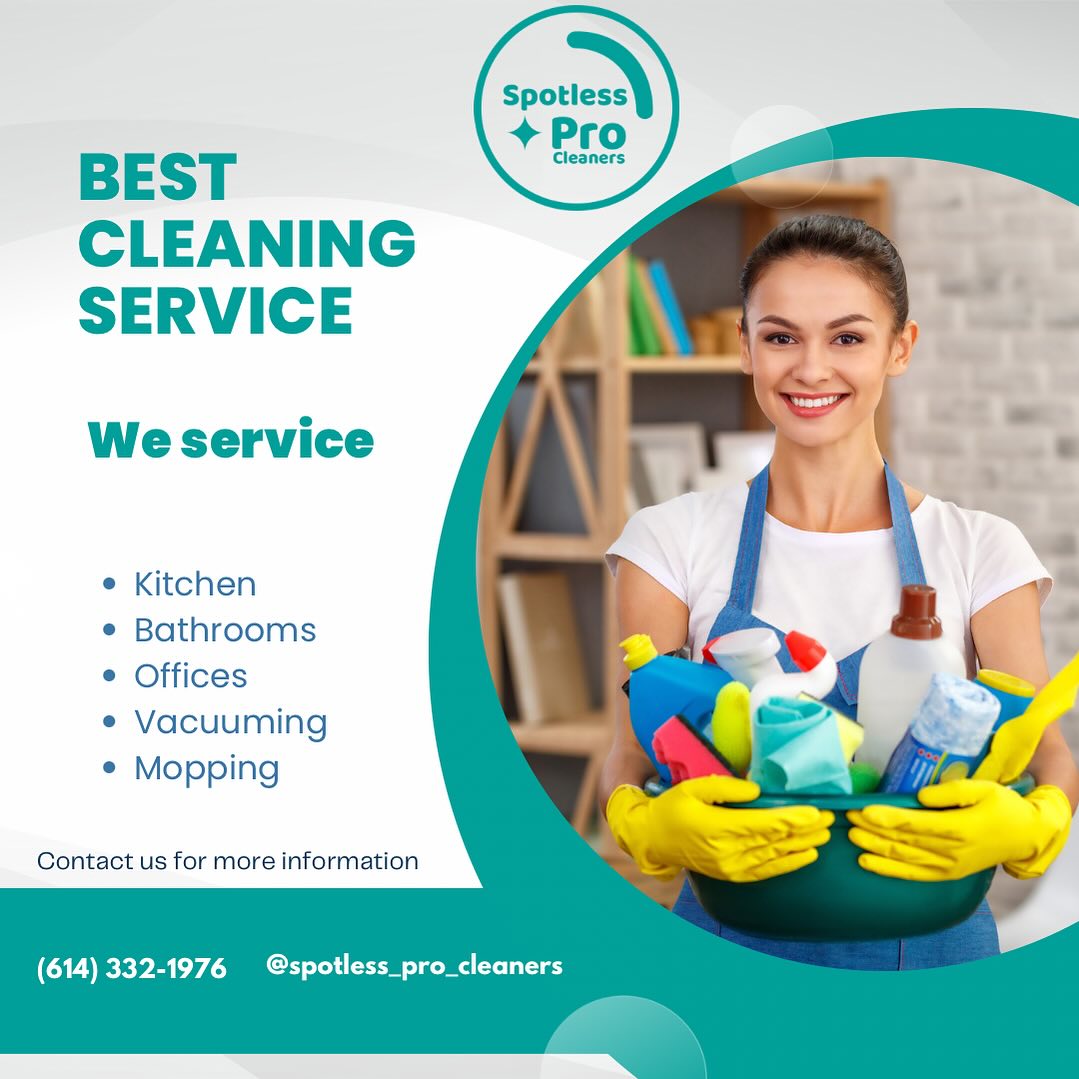 Spotless
Pro
Cleaners
BEST
CLEANING
SERVICE
We service
• Kitchen
• Bathrooms
• Offices
• Vacuuming
• Mopping
Contact us for more information
(614) 332-1976 @spotless_pro_cleaners